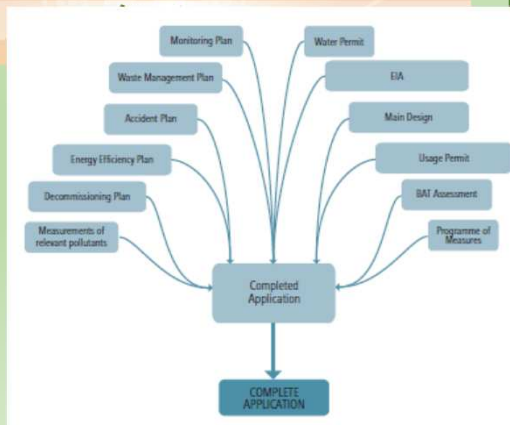 Monitoring Plan
Water Permit
Waste Management Plan
EIA
Accident Plan
Main Design
Energy Efficiency Plan
Usage Permit
Decommissioning Plan
BAT Assessment
Measurements of
relevant pollutants
Programme of
Measures
Completed
Application
COMPLETE
APPLICATION